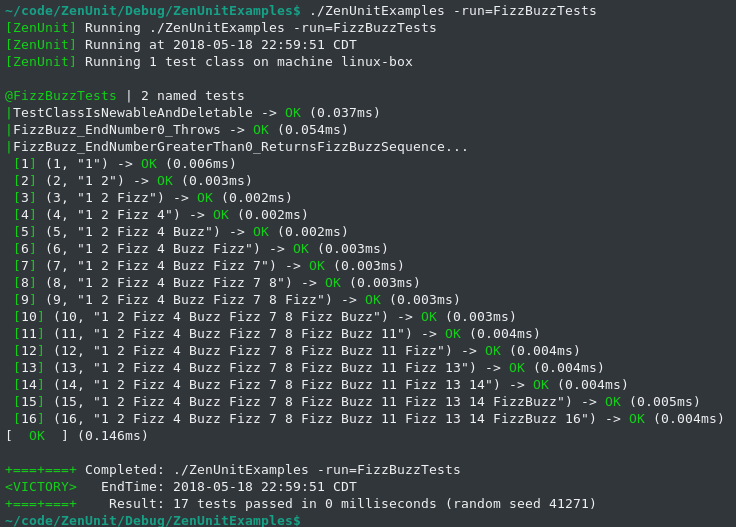 ~/code/ZenUnit/Debug/ZenUnitExamples$ ./ZenUnitExamples -run=FizzBuzzTests
[ZenUnit] Running ./ZenUnitExamples -run=FizzBuzzTests
[ZenUnit] Running at 2018-05-18 22:59:51 CDT
[ZenUnit] Running 1 test class on machine linux-box

@FizzBuzzTests | 2 named tests
|TestClassIsNewableAndDeletable -> OK (0.037ms)
|FizzBuzz_EndNumber0_Throws -> OK (0.054ms)
|FizzBuzz_EndNumberGreaterThan0_ReturnsFizzBuzzSequence...
 [1] (1, "1") -> OK (0.006ms)
 [2] (2, "1 2") -> OK (0.003ms)
 [3] (3, "1 2 Fizz") -> OK (0.002ms)
 [4] (4, "1 2 Fizz 4") -> OK (0.002ms)
 [5] (5, "1 2 Fizz 4 Buzz") -> OK (0.002ms)
 [6] (6, "1 2 Fizz 4 Buzz Fizz") -> OK (0.003ms)
 [7] (7, "1 2 Fizz 4 Buzz Fizz 7") -> OK (0.003ms)
 [8] (8, "1 2 Fizz 4 Buzz Fizz 7 8") -> OK (0.003ms)
 [9] (9, "1 2 Fizz 4 Buzz Fizz 7 8 Fizz") -> OK (0.003ms)
 [10] (10, "1 2 Fizz 4 Buzz Fizz 7 8 Fizz Buzz") -> OK (0.003ms)
 [11] (11, "1 2 Fizz 4 Buzz Fizz 7 8 Fizz Buzz 11") -> OK (0.004ms)
 [12] (12, "1 2 Fizz 4 Buzz Fizz 7 8 Fizz Buzz 11 Fizz") -> OK (0.004ms)
 [13] (13, "1 2 Fizz 4 Buzz Fizz 7 8 Fizz Buzz 11 Fizz 13") -> OK (0.004ms)
 [14] (14, "1 2 Fizz 4 Buzz Fizz 7 8 Fizz Buzz 11 Fizz 13 14") -> OK (0.004ms)
 [15] (15, "1 2 Fizz 4 Buzz Fizz 7 8 Fizz Buzz 11 Fizz 13 14 FizzBuzz") -> OK (0.005ms)
 [16] (16, "1 2 Fizz 4 Buzz Fizz 7 8 Fizz Buzz 11 Fizz 13 14 FizzBuzz 16") -> OK (0.004ms)
[  OK  ] (0.146ms)

+===+===+ Completed: ./ZenUnitExamples -run=FizzBuzzTests
<VICTORY>   EndTime: 2018-05-18 22:59:51 CDT
+===+===+    Result: 17 tests passed in 0 milliseconds (random seed 41271)
~/code/ZenUnit/Debug/ZenUnitExamples$